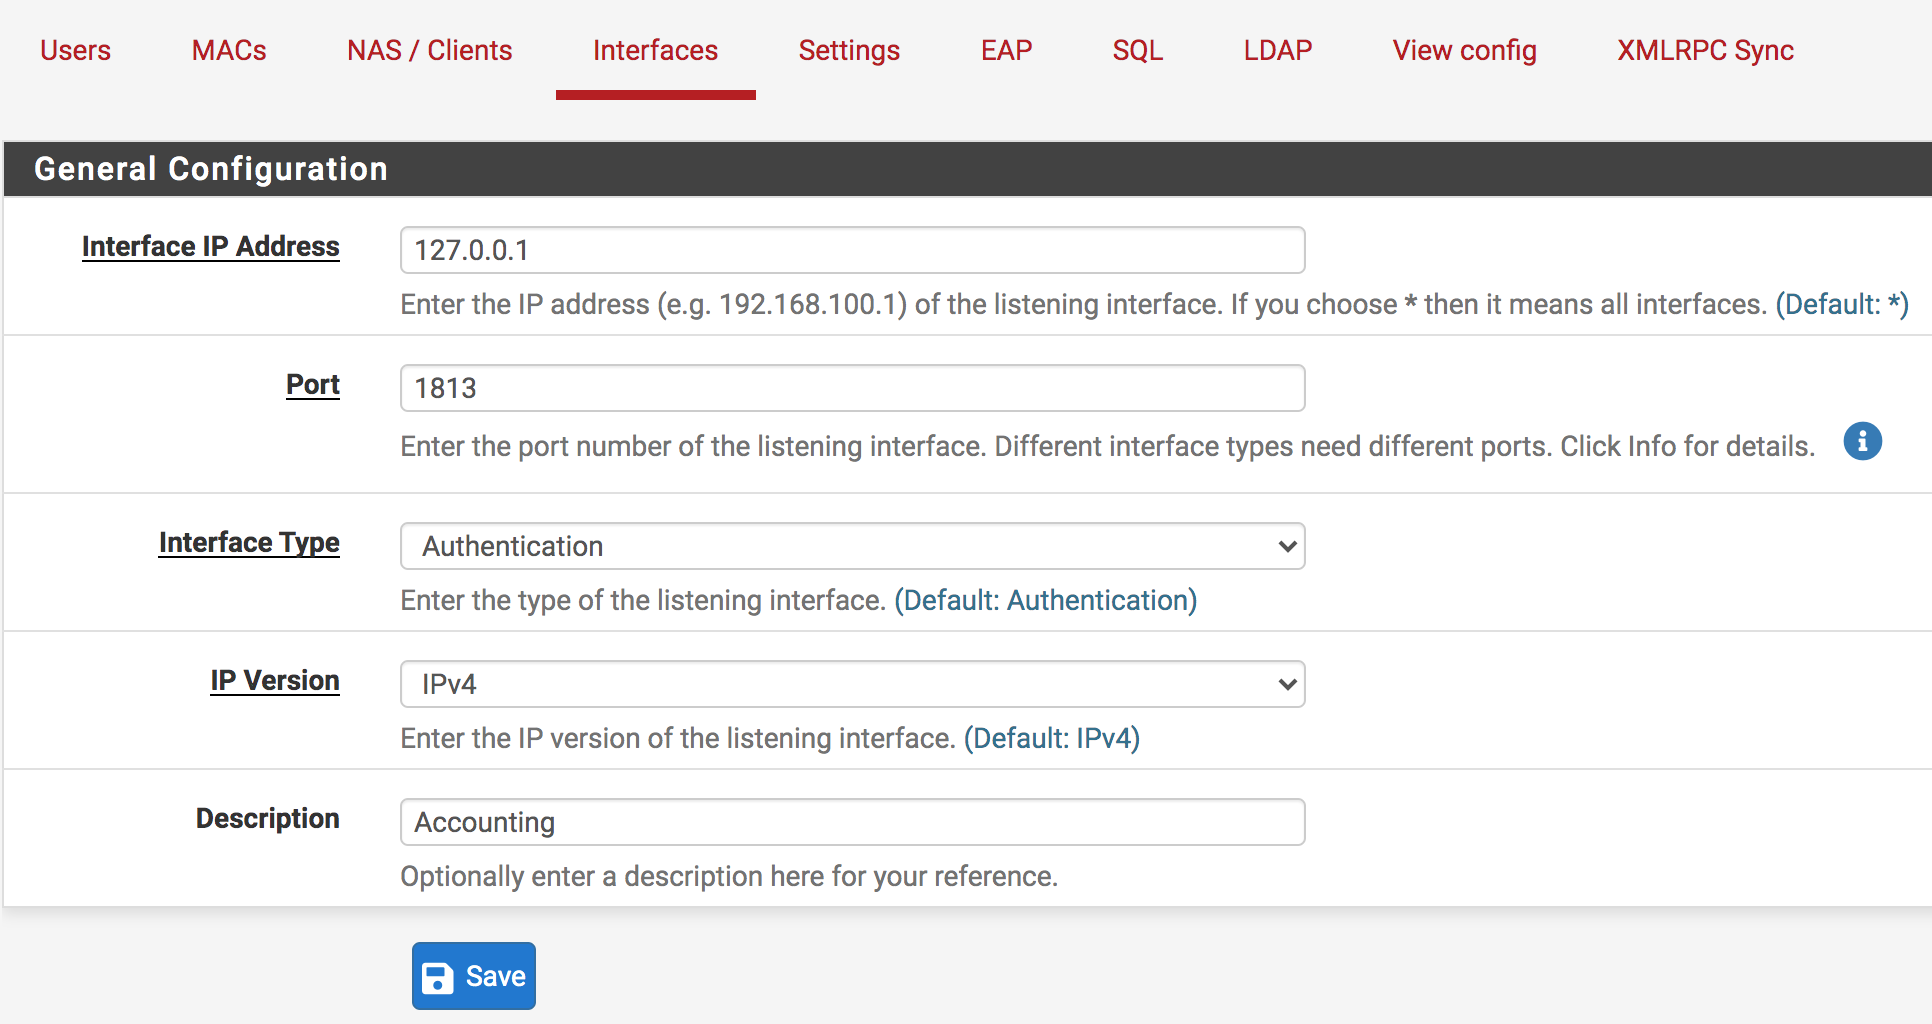 Users MACs NAS / Clients Interfaces Settings EAP SQL LDAP View config XMLRPC Sync
General Configuration
Interface IP Address 127.0.0.1
Enter the IP address (e.g. 192.168.100.1) of the listening interface. If you choose * then it means all interfaces. (Default: *)
Port 1813
Enter the port number of the listening interface. Different interface types need different ports. Click Info for details.
Interface Type Authentication
Enter the type of the listening interface. (Default: Authentication)
IP Version IPv4
Enter the IP version of the listening interface. (Default: IPv4)
Description Accounting
Optionally enter a description here for your reference.
Save